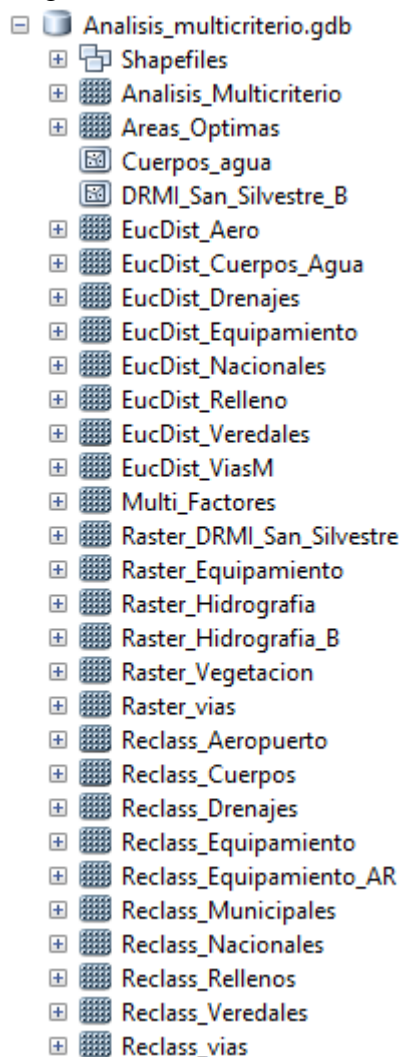 Analisis_multicriterio.gdb
Shapefiles
Analisis_Multicriterio
Areas_Optimas
Cuerpos_agua
DRMI_San_Silvestre_B
EucDist_Aero
EucDist_Cuerpos_Agua
EucDist_Drenajes
EucDist_Equipamiento
EucDist_Nacionales
EucDist_Relleno
EucDist_Veredales
EucDist_ViasM
Multi_Factores
Raster_DRMI_San_Silvestre
Raster_Equipamiento
Raster_Hidrografia
Raster_Hidrografia_B
Raster_Vegetacion
Raster_vias
Reclass_Aeropuerto
Reclass_Cuerpos
Reclass_Drenajes
Reclass_Equipamiento
Reclass_Equipamiento_AR
Reclass_Municipales
Reclass_Nacionales
Reclass_Rellenos
Reclass_Veredales
Reclass_vias